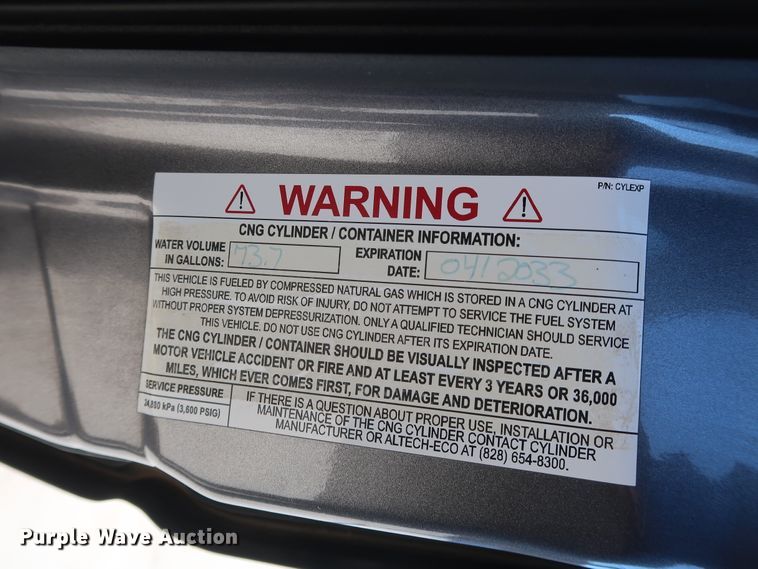 P/N: CYLEXP
WARNING
CNG CYLINDER / CONTAINER INFORMATION:
WATER VOLUME
IN GALLONS: 73.7
EXPIRATION
DATE: 04/2033
THIS VEHICLE IS FUELED BY COMPRESSED NATURAL GAS WHICH IS STORED IN A CNG CYLINDER AT
HIGH PRESSURE. TO AVOID RISK OF INJURY, DO NOT ATTEMPT TO SERVICE THE FUEL SYSTEM
WITHOUT PROPER SYSTEM DEPRESSURIZATION. ONLY A QUALIFIED TECHNICIAN SHOULD SERVICE
THIS VEHICLE. DO NOT USE CNG CYLINDER AFTER ITS EXPIRATION DATE.
THE CNG CYLINDER / CONTAINER SHOULD BE VISUALLY INSPECTED AFTER A
MOTOR VEHICLE ACCIDENT OR FIRE AND AT LEAST EVERY 3 YEARS OR 36,000
MILES, WHICH EVER COMES FIRST, FOR DAMAGE AND DETERIORATION.
SERVICE PRESSURE
24,800 kPa (3,600 PSIG)
IF THERE IS A QUESTION ABOUT PROPER USE, INSTALLATION OR
MAINTENANCE OF THE CNG CYLINDER CONTACT CYLINDER
MANUFACTURER OR ALTECH-ECO AT (828) 654-8300.
Purple Wave Auction